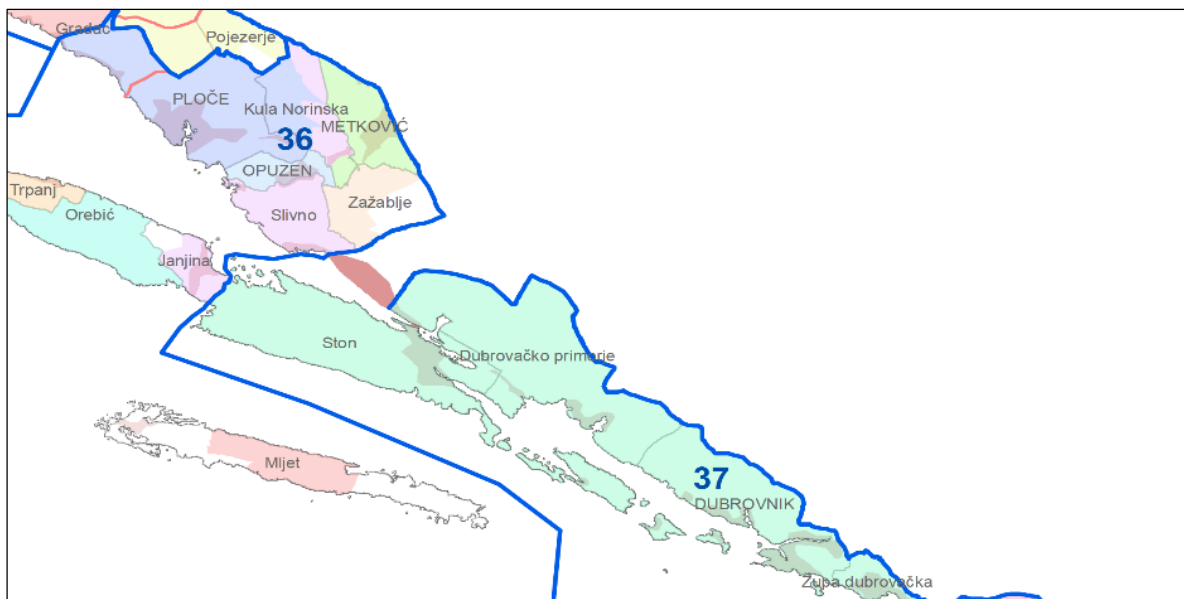 Gradac
Pojezerje
PLOČE
Kula Norinska
METKOVIĆ
36
OPUZEN
Trpanj
Orebić
Slivno
Zažablje
Janjina
Ston
Dubrovačko primorje
Mljet
37
DUBROVNIK
Župa dubrovačka